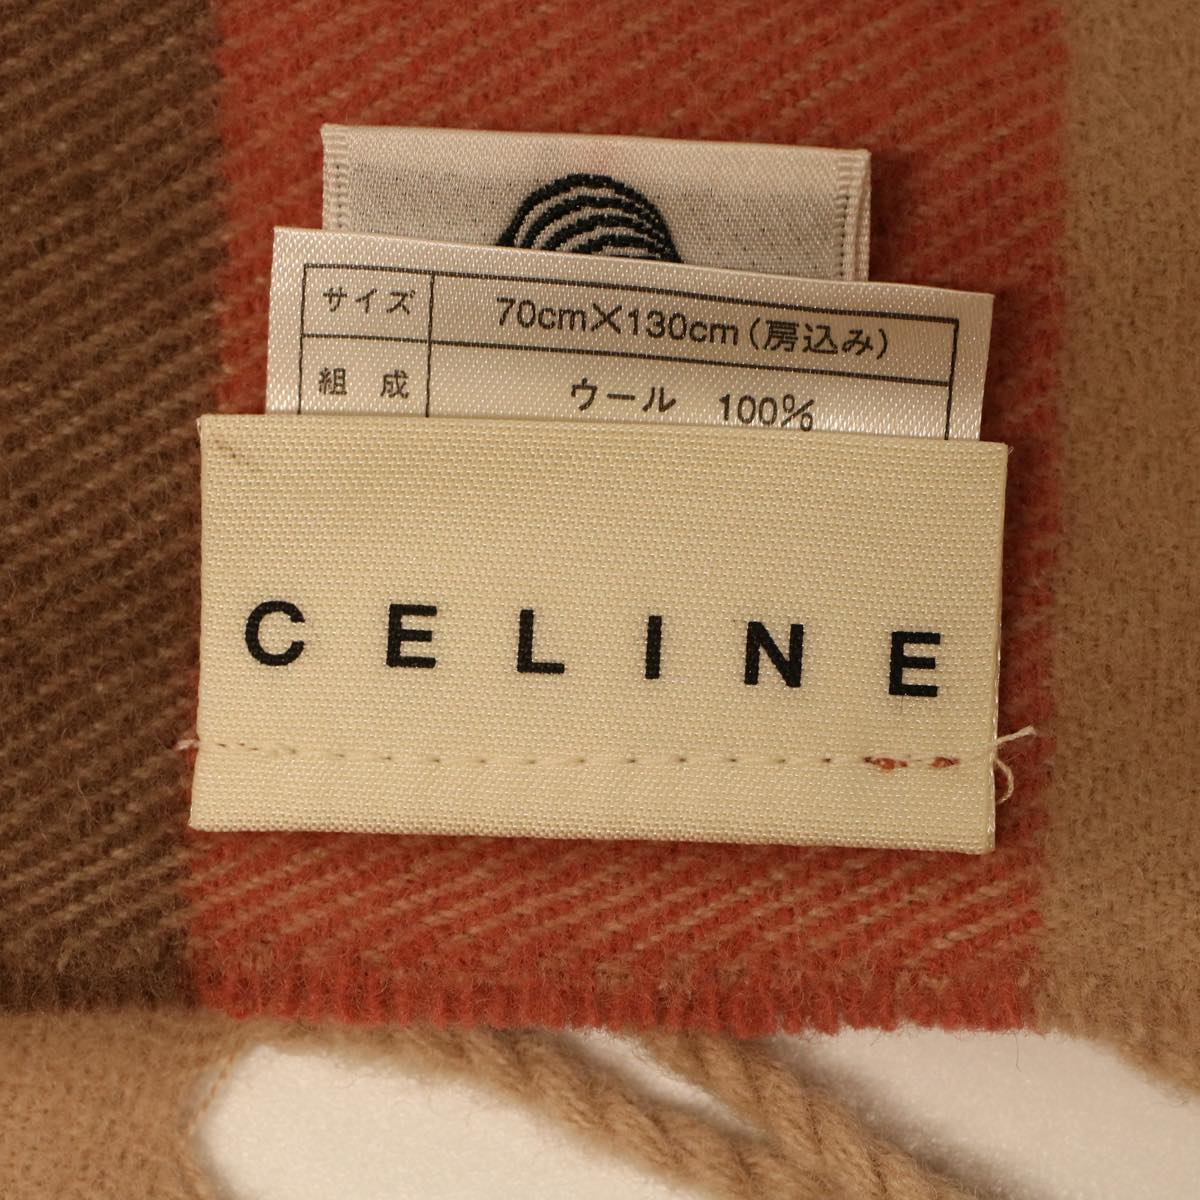 サイズ 70cm×130cm(房込み)
組 成 ウール 100%
CELINE